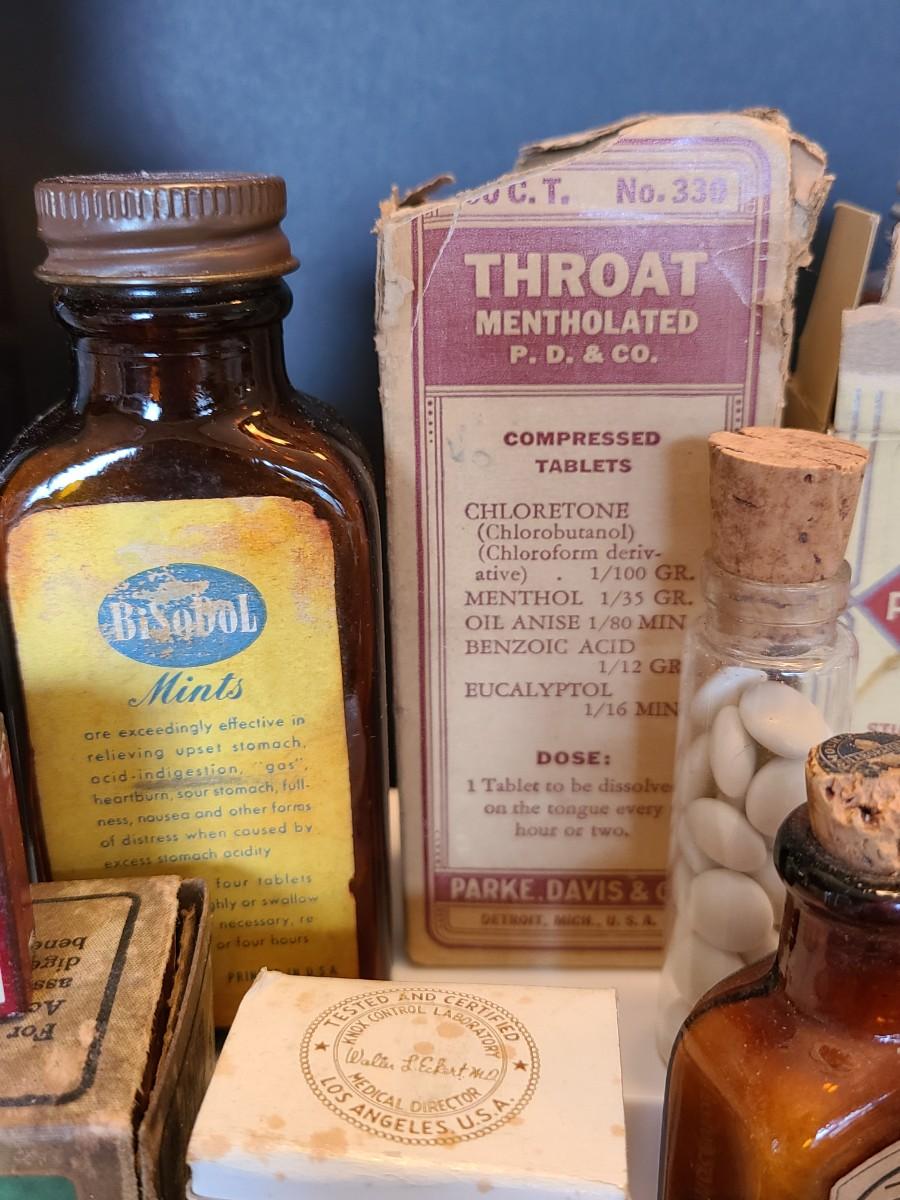 BiSoDoL
Mints
are exceedingly effective in
relieving upset stomach,
acid-indigestion, "gas",
heartburn, sour stomach, full-
ness, nausea and other forms
of distress when caused by
excess stomach acidity
four tablets
or swallow
necessary, re
or four hours
U.S.A.
C.T. No. 330
THROAT
MENTHOLATED
P. D. & CO.
COMPRESSED
TABLETS
CHLORETONE
(Chlorobutanol)
(Chloroform deriv-
ative) . 1/100 GR.
MENTHOL 1/35 GR.
OIL ANISE 1/80 MIN
BENZOIC ACID
1/12 GR
EUCALYPTOL
1/16 MIN
DOSE:
1 Tablet to be dissolve
on the tongue every
hour or two.
PARKE, DAVIS &
DETROIT, MICH., U. S. A.
For
TESTED AND CERTIFIED
KNOX CONTROL LABORATORY
Walter L. Eckert M.D.
MEDICAL DIRECTOR
LOS ANGELES, U.S.A.